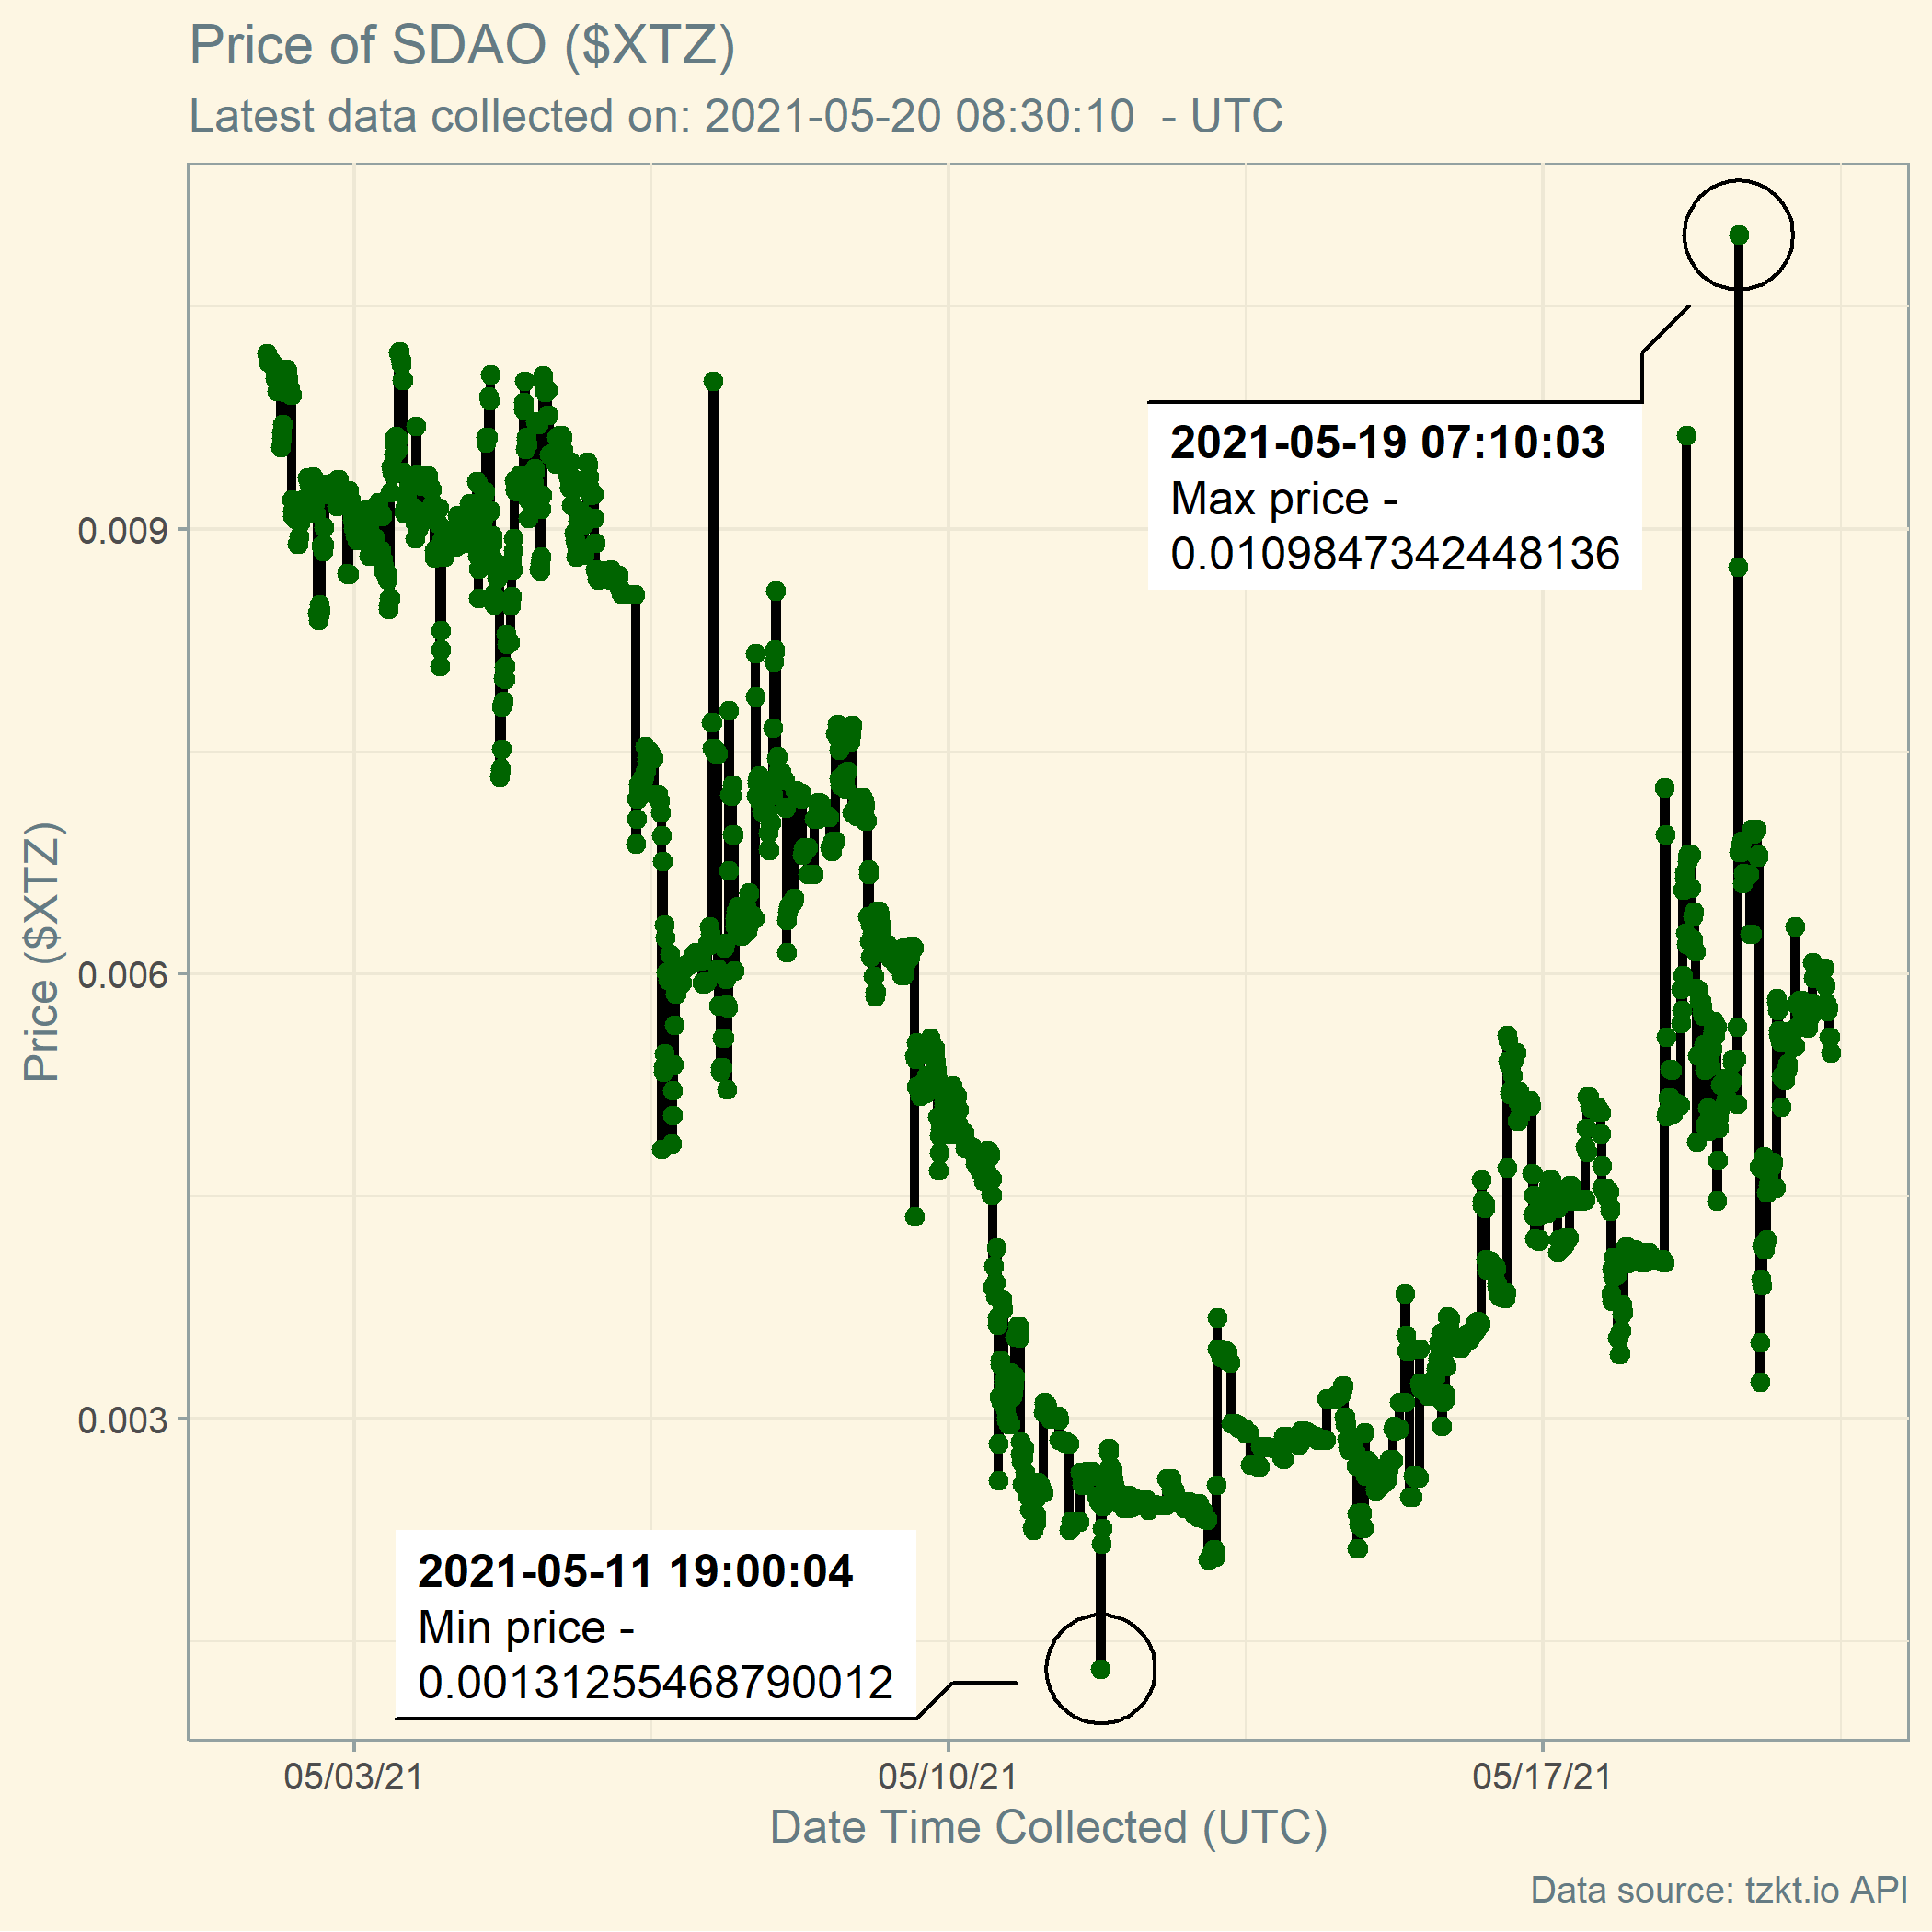 Price of SDAO ($XTZ)
Latest data collected on: 2021-05-20 08:30:10  - UTC
2021-05-19 07:10:03
Max price -
0.0109847342448136
0.009
0.006
0.003
Price ($XTZ)
2021-05-11 19:00:04
Min price -
0.00131255468790012
05/03/21
05/10/21
05/17/21
Date Time Collected (UTC)
Data source: tzkt.io API